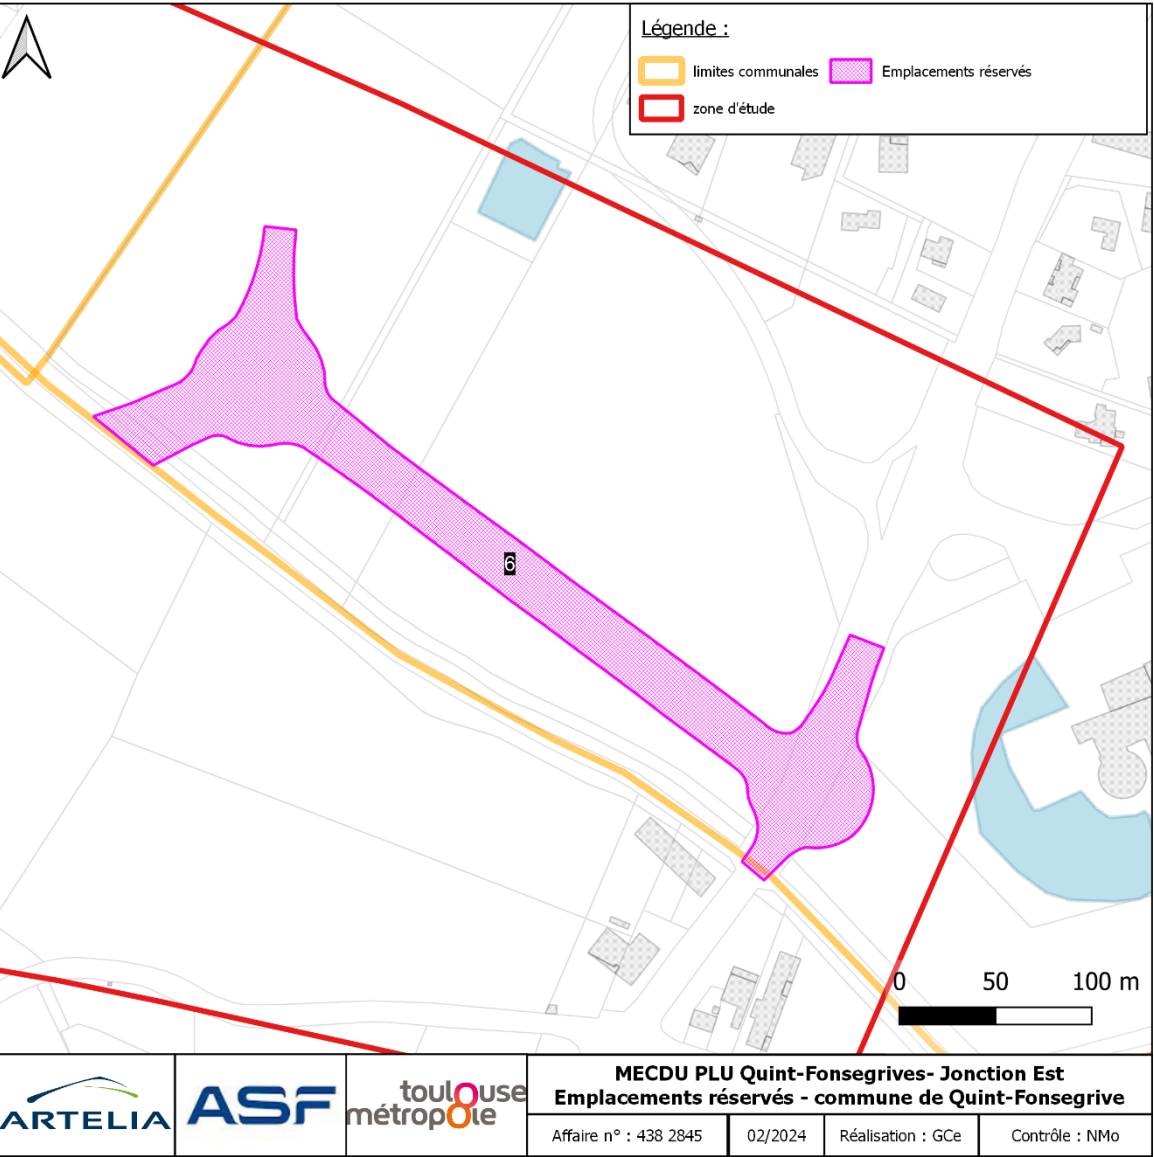 Légende :
limites communales
Emplacements réservés
zone d'étude
6
0 50 100 m
ARTELIA
ASF
toulouse
métropole
MECDU PLU Quint-Fonsegrives- Jonction Est
Emplacements réservés - commune de Quint-Fonsegrive
Affaire n° : 438 2845
02/2024
Réalisation : GCe
Contrôle : NMo